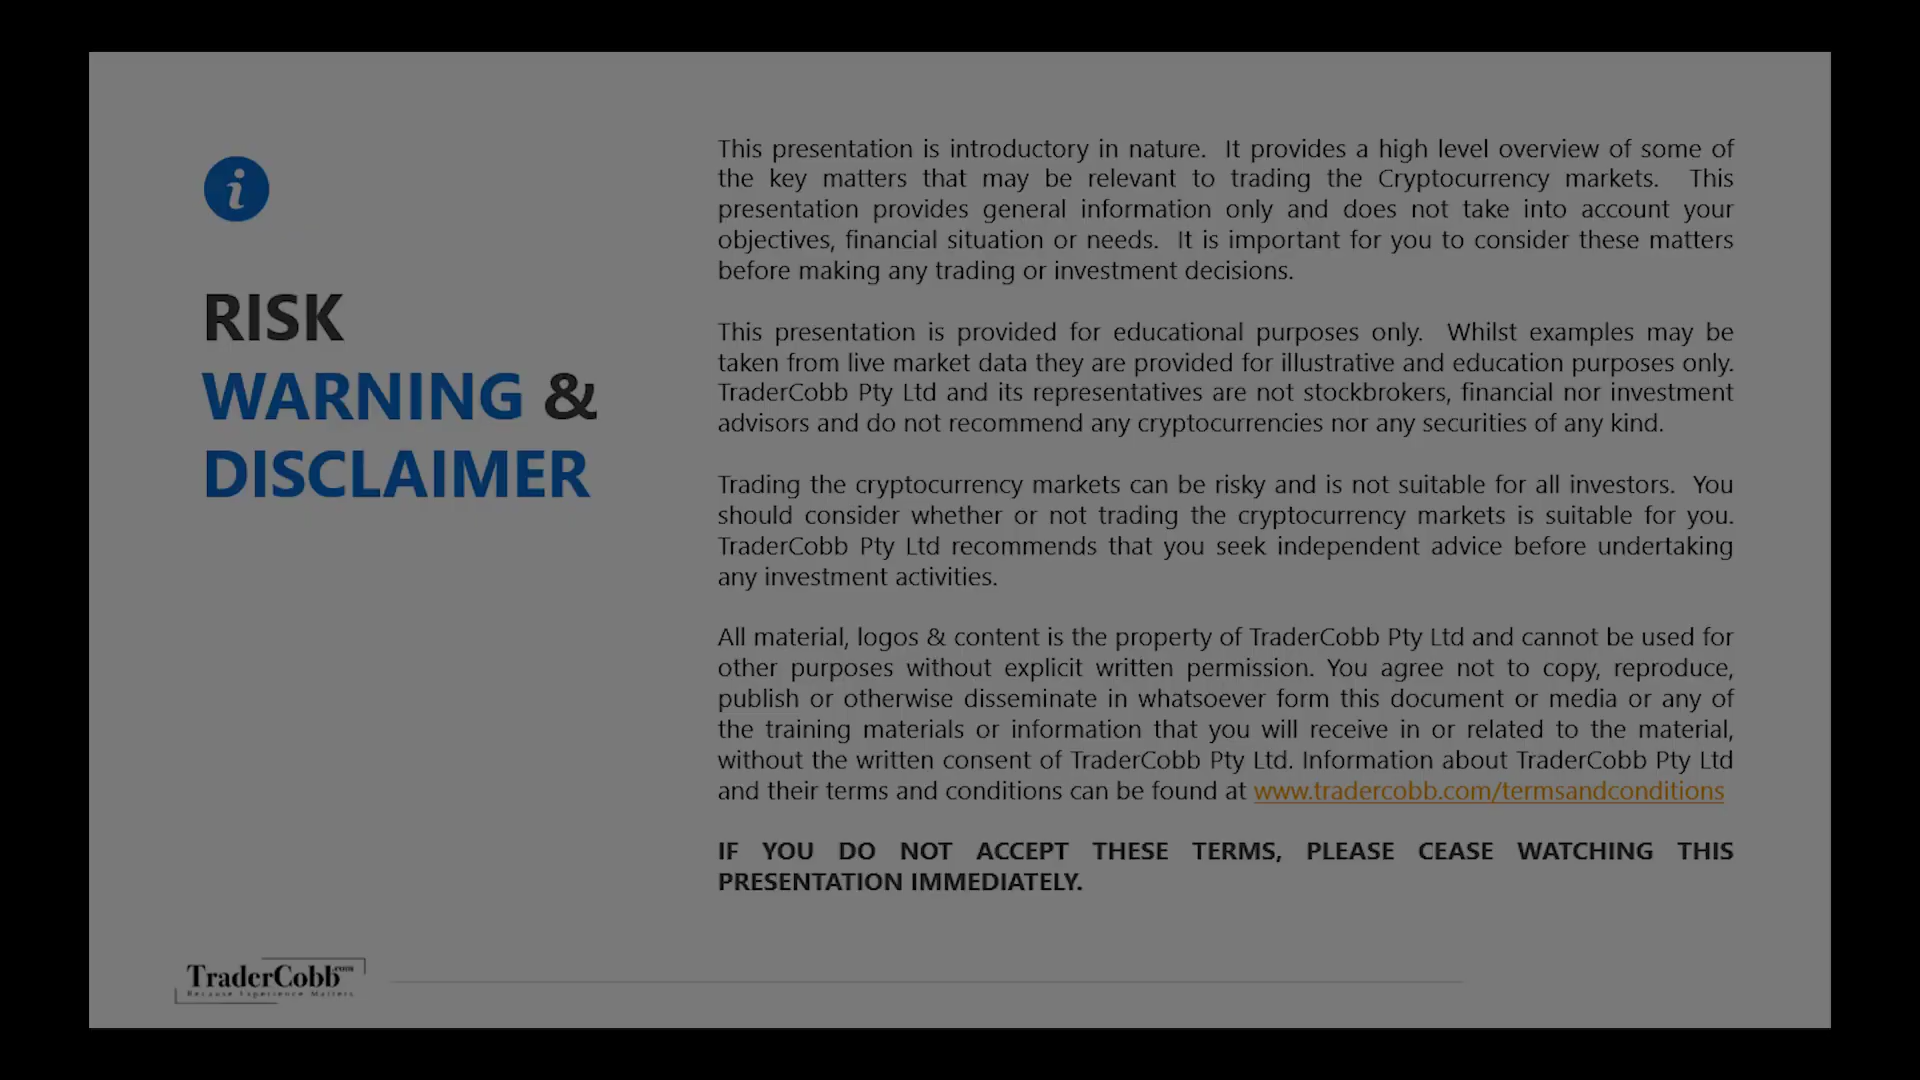 RISK
WARNING &
DISCLAIMER
This presentation is introductory in nature. It provides a high level overview of some of
the key matters that may be relevant to trading the Cryptocurrency markets. This
presentation provides general information only and does not take into account your
objectives, financial situation or needs. It is important for you to consider these matters
before making any trading or investment decisions.
This presentation is provided for educational purposes only. Whilst examples may be
taken from live market data they are provided for illustrative and education purposes only.
TraderCobb Pty Ltd and its representatives are not stockbrokers, financial nor investment
advisors and do not recommend any cryptocurrencies nor any securities of any kind.
Trading the cryptocurrency markets can be risky and is not suitable for all investors. You
should consider whether or not trading the cryptocurrency markets is suitable for you.
TraderCobb Pty Ltd recommends that you seek independent advice before undertaking
any investment activities.
All material, logos & content is the property of TraderCobb Pty Ltd and cannot be used for
other purposes without explicit written permission. You agree not to copy, reproduce,
publish or otherwise disseminate in whatsoever form this document or media or any of
the training materials or information that you will receive in or related to the material,
without the written consent of TraderCobb Pty Ltd. Information about TraderCobb Pty Ltd
and their terms and conditions can be found at www.tradercobb.com/termsandconditions
IF YOU DO NOT ACCEPT THESE TERMS, PLEASE CEASE WATCHING THIS
PRESENTATION IMMEDIATELY.
TraderCobb.com
Because Experience Matters